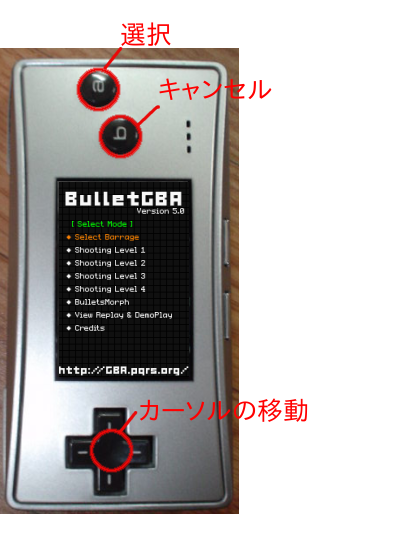 選択
a
キャンセル
b
BulletGBA
Version 5.0
[ Select Mode ]
◆ Select Barrage
◆ Shooting Level 1
◆ Shooting Level 2
◆ Shooting Level 3
◆ Shooting Level 4
◆ BulletsMorph
◆ View Replay & DemoPlay
◆ Credits
http://GBA.pqrs.org/
カーソルの移動